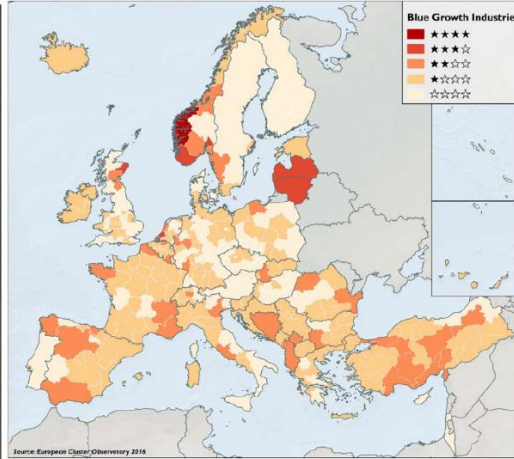 Blue Growth Industrie
★★★★
★★★☆
★★☆☆
★☆☆☆
☆☆☆☆
Source: European Cluster Observatory 2016